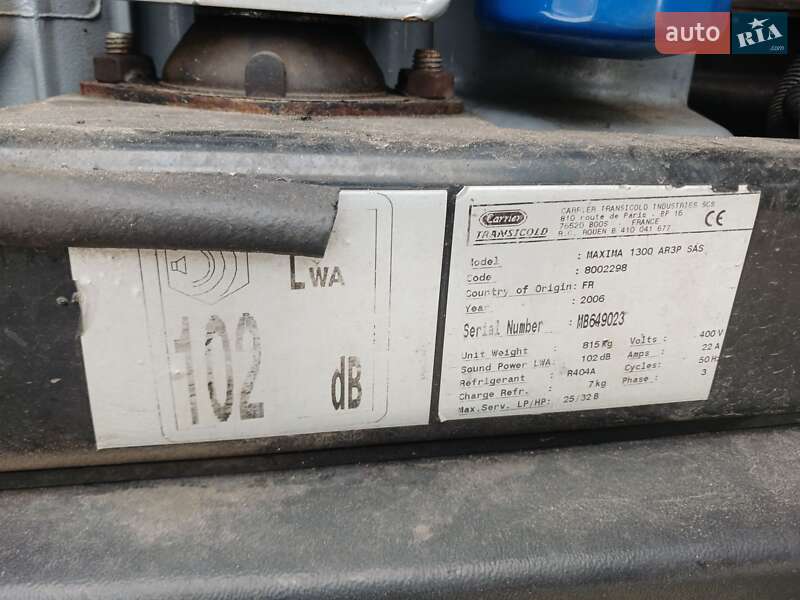 auto RIA.com
LWA
102
dB
Carrier
TRANSICOLD
CARRIER TRANSICOLD INDUSTRIES SCS
810 route de Paris - BP 16
76520 BOOS FRANCE
R.C. ROUEN B 410 041 677
CE
Model : MAXIMA 1300 AR3P SAS
Code : 8002298
Country of Origin: FR
Year : 2006
Serial Number : MB649023
Unit Weight : 815 kg Volts : 400 V
Sound Power LWA: 102 dB Amps : 22 A
Refrigerant : R404A Cycles: 50 Hz
Charge Refr. : 7 kg Phase : 3
Max.Serv. LP/HP: 25/32 B